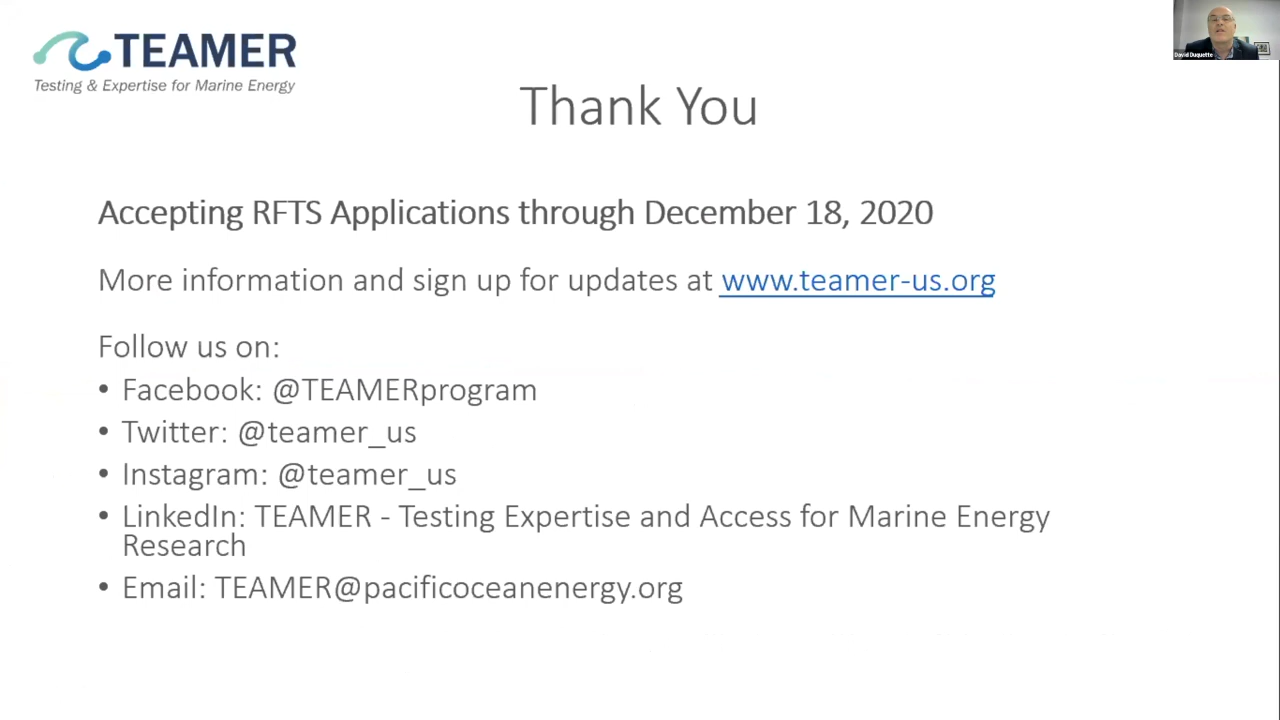 TEAMER
Testing & Expertise for Marine Energy
David Duquette
Thank You
Accepting RFTS Applications through December 18, 2020
More information and sign up for updates at www.teamer-us.org
Follow us on:
• Facebook: @TEAMERprogram
• Twitter: @teamer_us
• Instagram: @teamer_us
• LinkedIn: TEAMER - Testing Expertise and Access for Marine Energy
Research
• Email: TEAMER@pacificoceanenergy.org